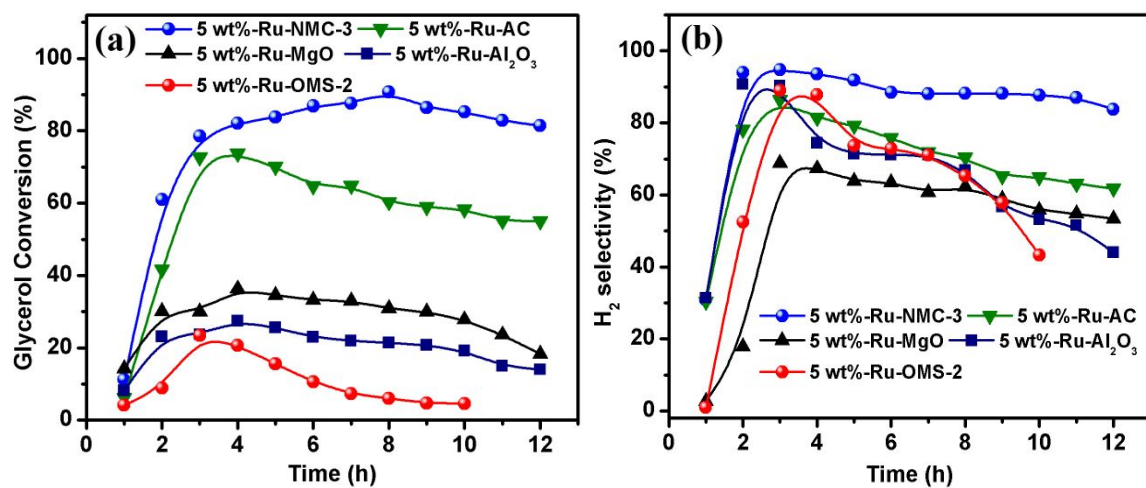 (a)
5 wt%-Ru-NMC-3 5 wt%-Ru-AC
5 wt%-Ru-MgO 5 wt%-Ru-Al₂O₃
5 wt%-Ru-OMS-2
100
80
60
40
20
0
Glycerol Conversion (%)
0 2 4 6 8 10 12
Time (h)
(b)
100
80
60
40
20
0
H₂ selectivity (%)
5 wt%-Ru-NMC-3 5 wt%-Ru-AC
5 wt%-Ru-MgO 5 wt%-Ru-Al₂O₃
5 wt%-Ru-OMS-2
0 2 4 6 8 10 12
Time (h)